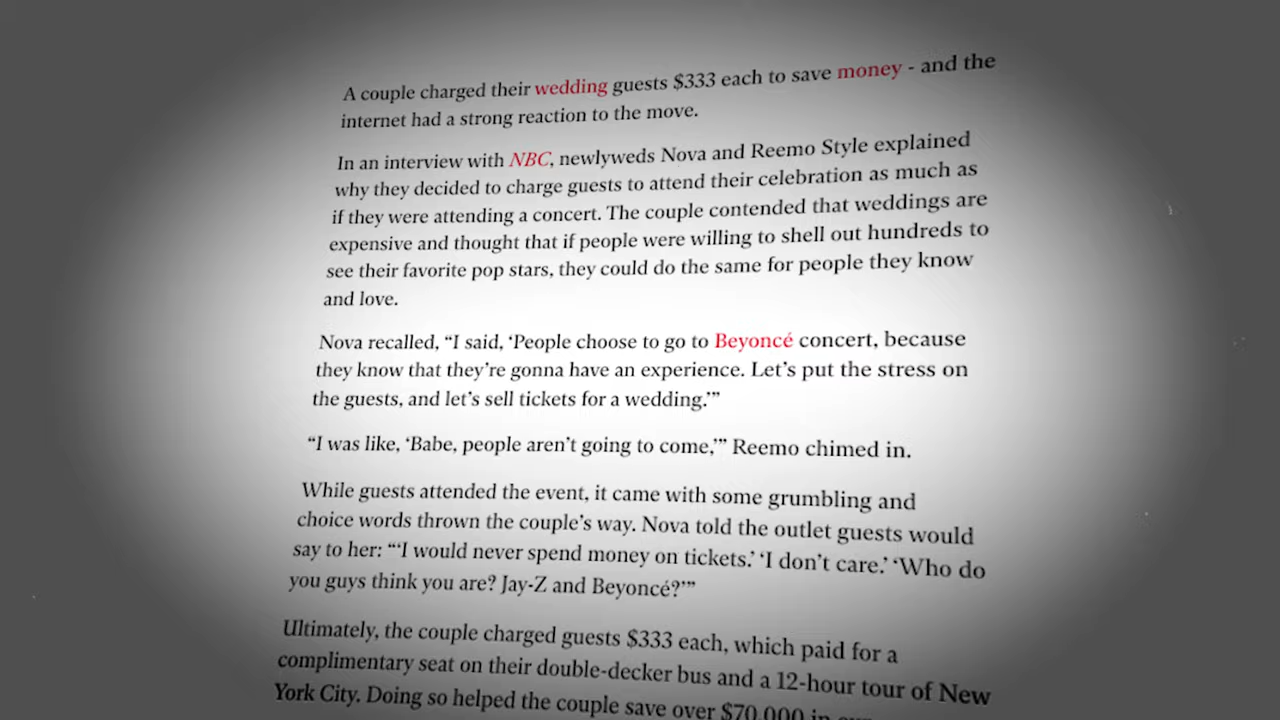 A couple charged their wedding guests $333 each to save money - and the
internet had a strong reaction to the move.
In an interview with NBC, newlyweds Nova and Reemo Style explained
why they decided to charge guests to attend their celebration as much as
if they were attending a concert. The couple contended that weddings are
expensive and thought that if people were willing to shell out hundreds to
see their favorite pop stars, they could do the same for people they know
and love.
Nova recalled, “I said, ‘People choose to go to Beyoncé concert, because
they know that they’re gonna have an experience. Let’s put the stress on
the guests, and let’s sell tickets for a wedding.’”
“I was like, ‘Babe, people aren’t going to come,’” Reemo chimed in.
While guests attended the event, it came with some grumbling and
choice words thrown the couple’s way. Nova told the outlet guests would
say to her: “‘I would never spend money on tickets.’ ‘I don’t care.’ ‘Who do
you guys think you are? Jay-Z and Beyoncé?’”
Ultimately, the couple charged guests $333 each, which paid for a
complimentary seat on their double-decker bus and a 12-hour tour of New
York City. Doing so helped the couple save over $70,000 in